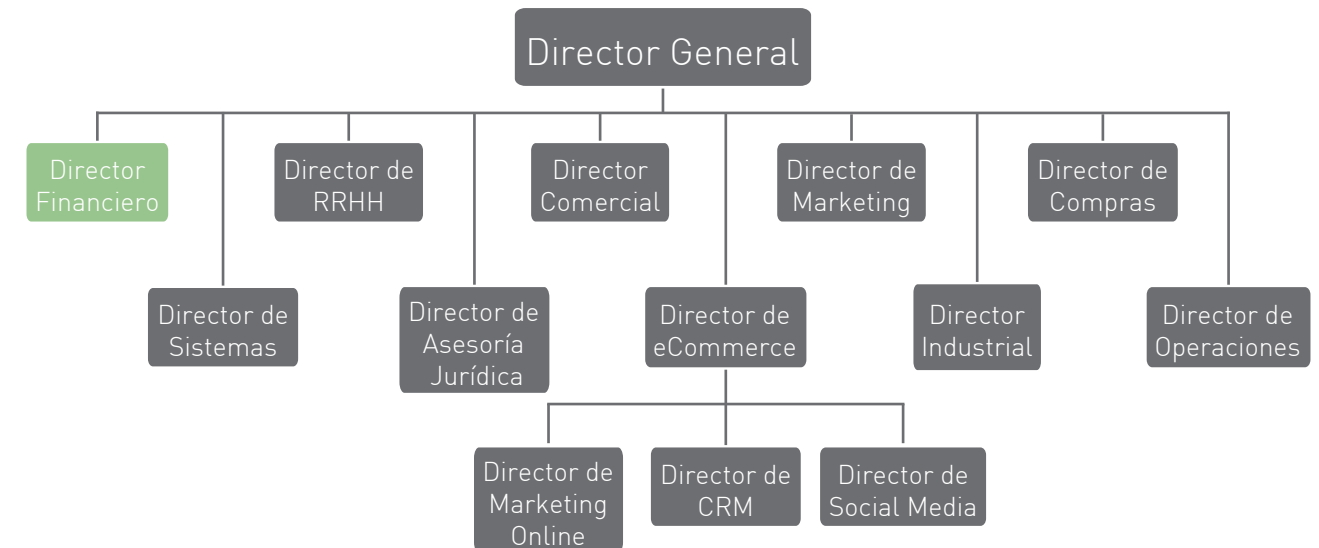 Director General
Director
Financiero
Director de
RRHH
Director
Comercial
Director de
Marketing
Director de
Compras
Director de
Sistemas
Director de
Asesoría
Jurídica
Director de
eCommerce
Director
Industrial
Director de
Operaciones
Director de
Marketing
Online
Director de
CRM
Director de
Social Media